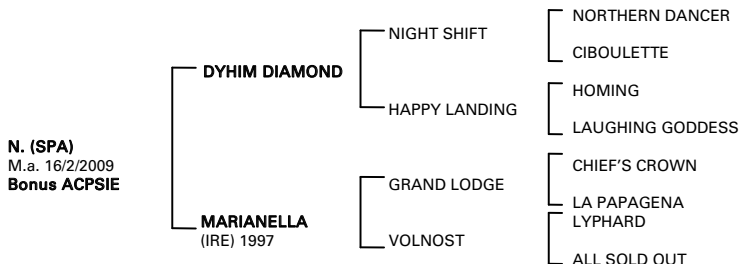 N. (SPA)
M.a. 16/2/2009
Bonus ACPSIE
DYHIM DIAMOND
MARIANELLA
(IRE) 1997
NIGHT SHIFT
HAPPY LANDING
GRAND LODGE
VOLNOST
NORTHERN DANCER
CIBOULETTE
HOMING
LAUGHING GODDESS
CHIEF'S CROWN
LA PAPAGENA
LYPHARD
ALL SOLD OUT